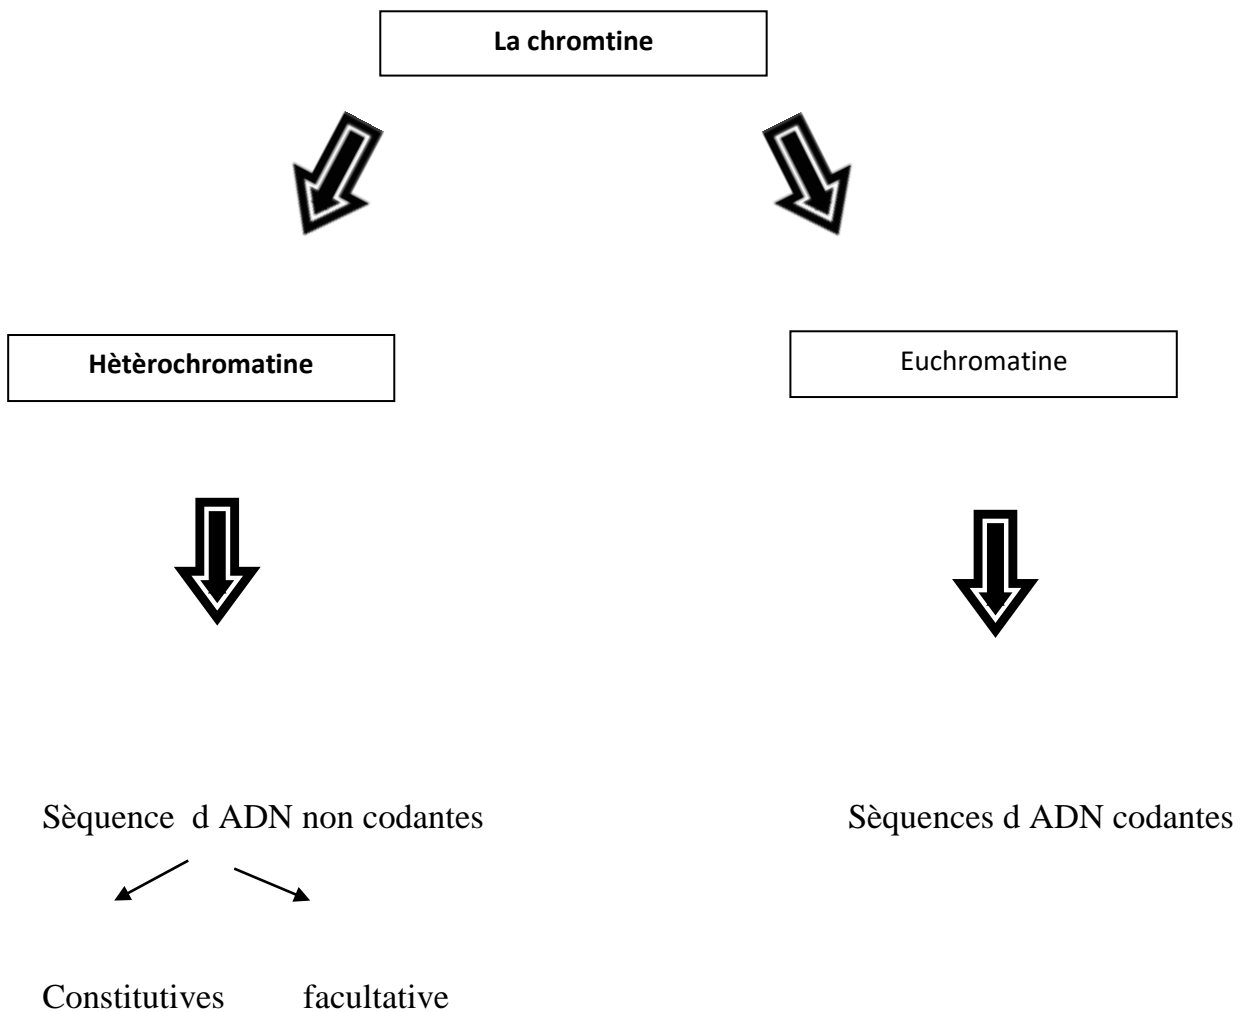 La chromtine
Hètèrochromatine
Euchromatine
Sèquence d ADN non codantes
Sèquences d ADN codantes
Constitutives facultative